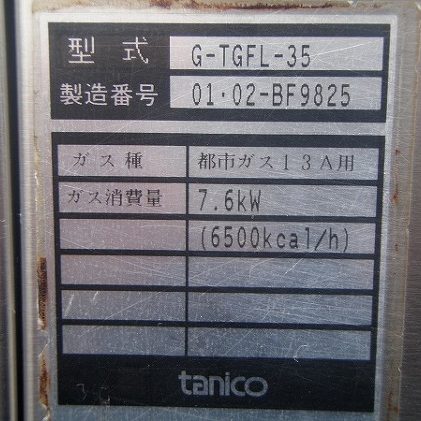 型式 G-TGFL-35
製造番号 01・02-BF9825
ガス種 都市ガス13A用
ガス消費量 7.6kW
(6500kcal/h)
tanico